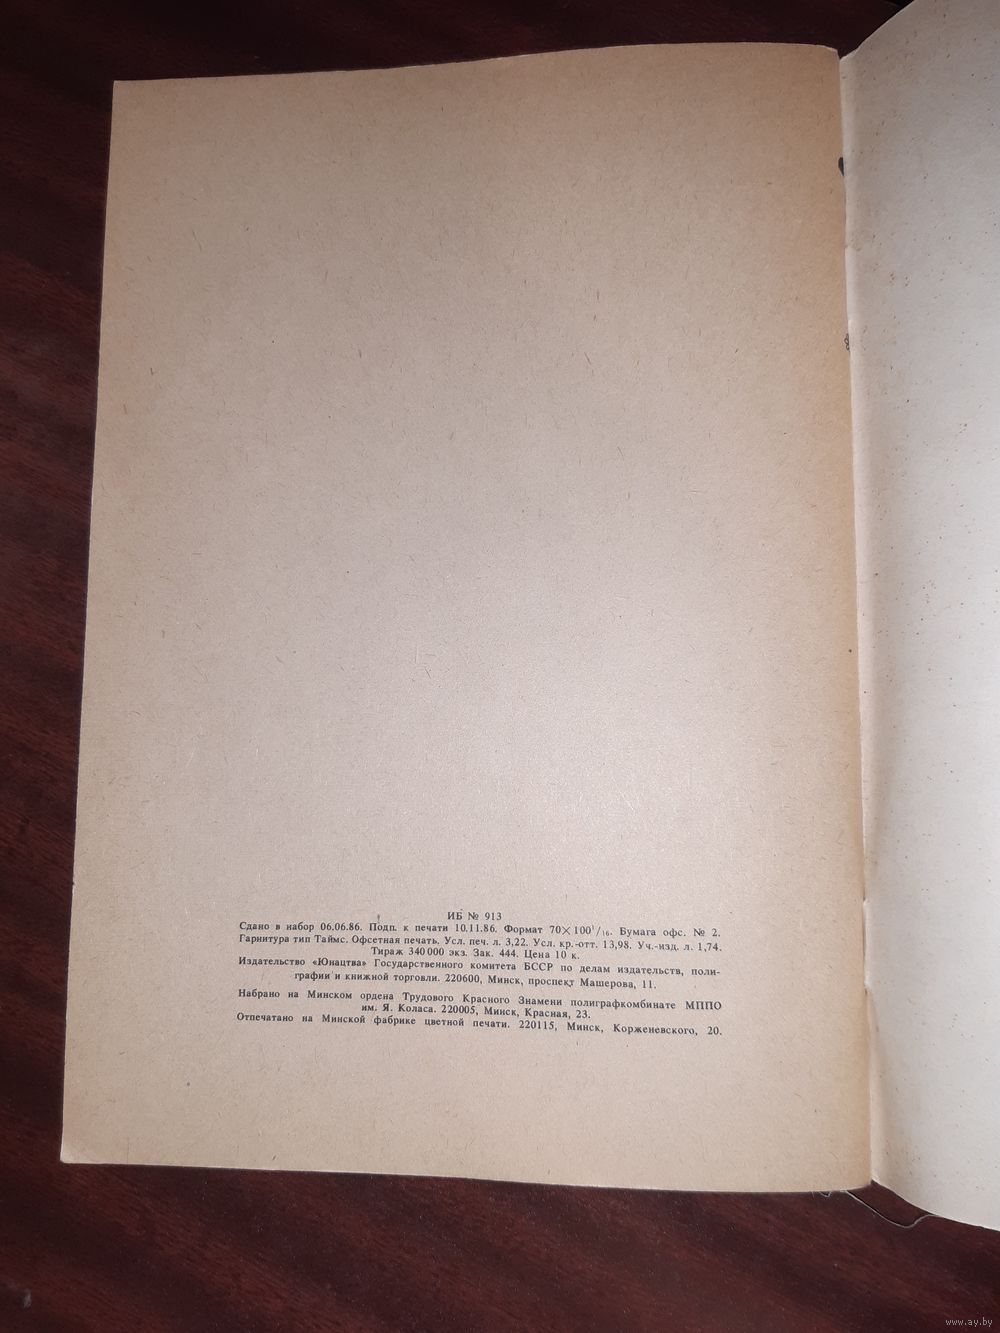 ИБ № 913
Сдано в набор 06.06.86. Подп. к печати 10.11.86. Формат 70×100¹/₁₆. Бумага офс. № 2.
Гарнитура тип Таймс. Офсетная печать. Усл. печ. л. 3,22. Усл. кр.-отт. 13,98. Уч.-изд. л. 1,74.
Тираж 340 000 экз. Зак. 444. Цена 10 к.
Издательство «Юнацтва» Государственного комитета БССР по делам издательств, поли-
графии и книжной торговли. 220600, Минск, проспект Машерова, 11.
Набрано на Минском ордена Трудового Красного Знамени полиграфкомбинате МППО
им. Я. Коласа. 220005, Минск, Красная, 23.
Отпечатано на Минской фабрике цветной печати. 220115, Минск, Корженевского, 20.
www.ay.by